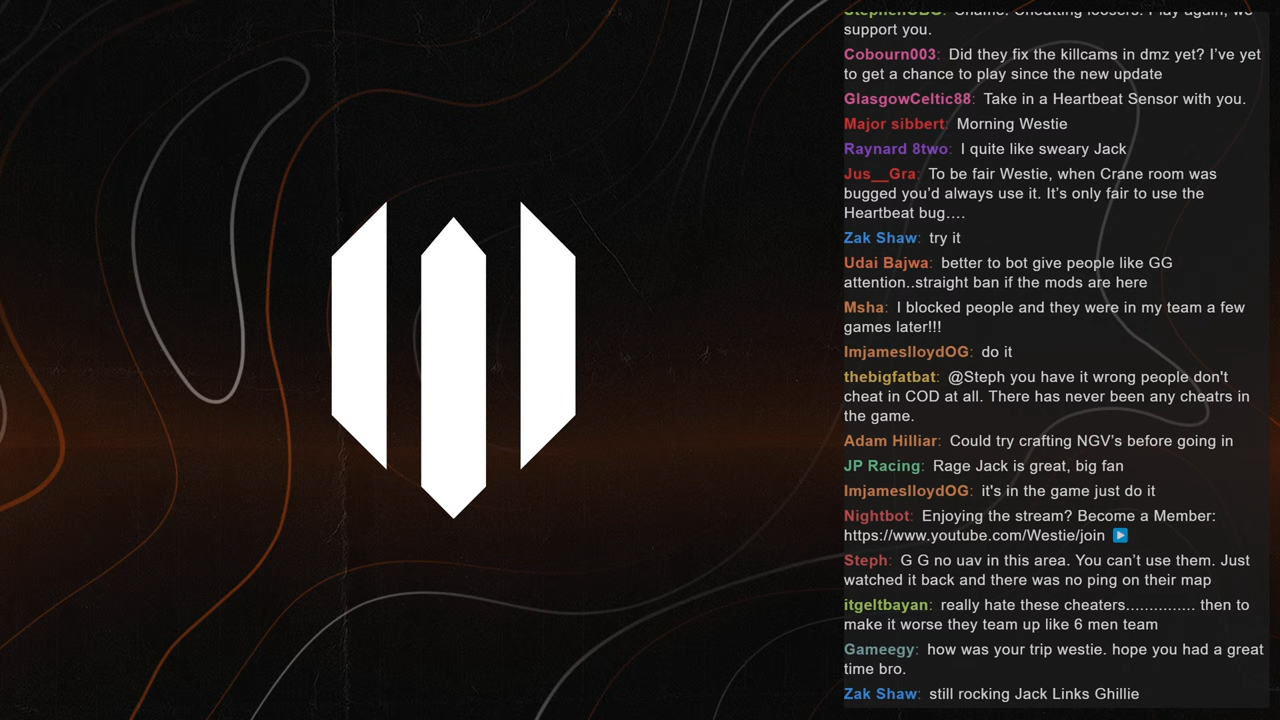 support you.
Cobourn003: Did they fix the killcams in dmz yet? I’ve yet
to get a chance to play since the new update
GlasgowCeltic88: Take in a Heartbeat Sensor with you.
Major sibbert: Morning Westie
Raynard 8two: I quite like sweary Jack
Jus__Gra: To be fair Westie, when Crane room was
bugged you’d always use it. It’s only fair to use the
Heartbeat bug….
Zak Shaw: try it
Udai Bajwa: better to bot give people like GG
attention..straight ban if the mods are here
Msha: I blocked people and they were in my team a few
games later!!!
ImjameslloydOG: do it
thebigfatbat: @Steph you have it wrong people don't
cheat in COD at all. There has never been any cheatrs in
the game.
Adam Hilliar: Could try crafting NGV’s before going in
JP Racing: Rage Jack is great, big fan
ImjameslloydOG: it's in the game just do it
Nightbot: Enjoying the stream? Become a Member:
https://www.youtube.com/Westie/join
Steph: G G no uav in this area. You can’t use them. Just
watched it back and there was no ping on their map
itgeltbayan: really hate these cheaters............... then to
make it worse they team up like 6 men team
Gameegy: how was your trip westie. hope you had a great
time bro.
Zak Shaw: still rocking Jack Links Ghillie